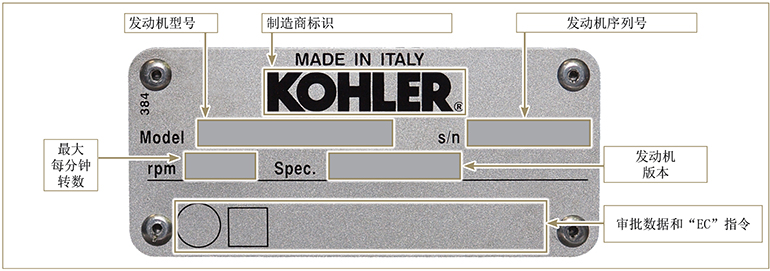 发动机型号
制造商标识
发动机序列号
MADE IN ITALY
KOHLER®
384
Model
s/n
最大
每分钟
转数
rpm
Spec.
发动机
版本
审批数据和“EC”指令